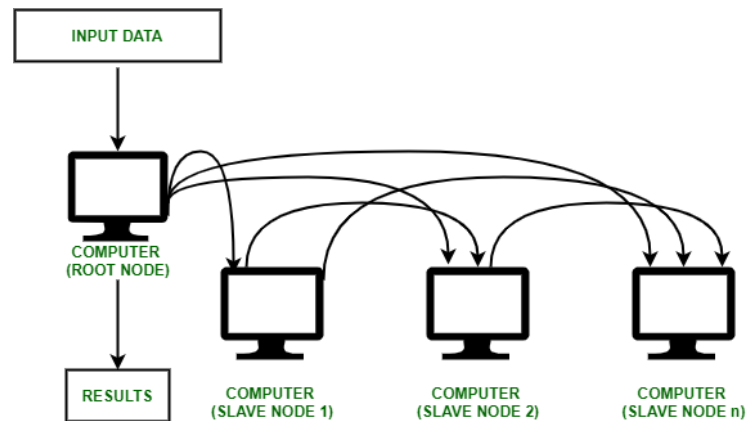 INPUT DATA
COMPUTER
(ROOT NODE)
RESULTS
COMPUTER
(SLAVE NODE 1)
COMPUTER
(SLAVE NODE 2)
COMPUTER
(SLAVE NODE n)